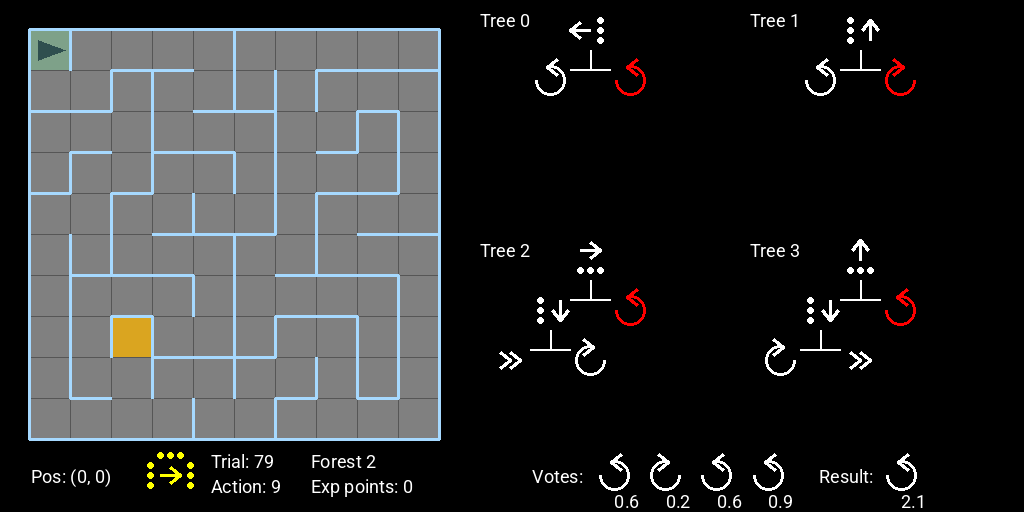 Tree 0
Tree 1
Tree 2
Tree 3
Pos: (0, 0)
Trial: 79
Forest 2
Action: 9
Exp points: 0
Votes:
0.6
0.2
0.6
0.9
Result:
2.1